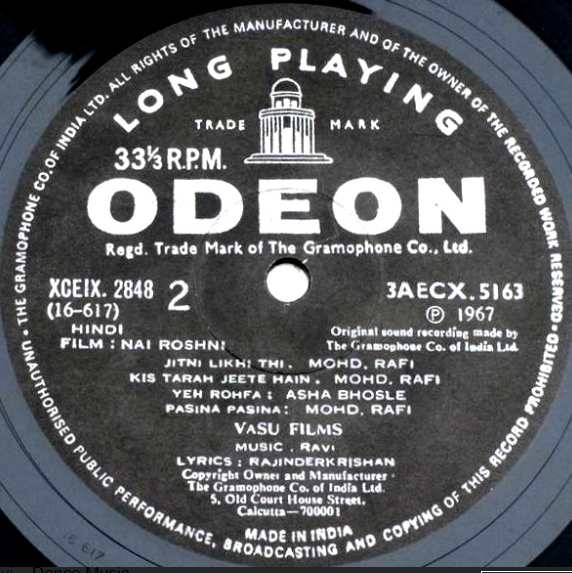 UNAUTHORISED PUBLIC PERFORMANCE, BROADCASTING AND COPYING OF THIS RECORD PROHIBITED • THE GRAMOPHONE CO. OF INDIA LTD. ALL RIGHTS OF THE MANUFACTURER AND OF THE OWNER OF THE RECORDED WORK RESERVED •
LONG PLAYING
TRADE MARK
33⅓ R.P.M.
ODEON
Regd. Trade Mark of The Gramophone Co., Ltd.
XCEIX. 2848 2 3AECX.5163
(16-617) Ⓟ 1967
HINDI Original sound recording made by
FILM : NAI ROSHNI The Gramophone Co. of India Ltd.
JITNI LIKHI THI. MOHD. RAFI
KIS TARAH JEETE HAIN. MOHD. RAFI
YEH ROHFA: ASHA BHOSLE
PASINA PASINA: MOHD. RAFI
VASU FILMS
MUSIC . RAVI
LYRICS : RAJINDERKRISHAN
Copyright Owner and Manufacturer
The Gramophone Co. of India Ltd.
5, Old Court House Street,
Calcutta—700001
MADE IN INDIA
16 617
Dance Music